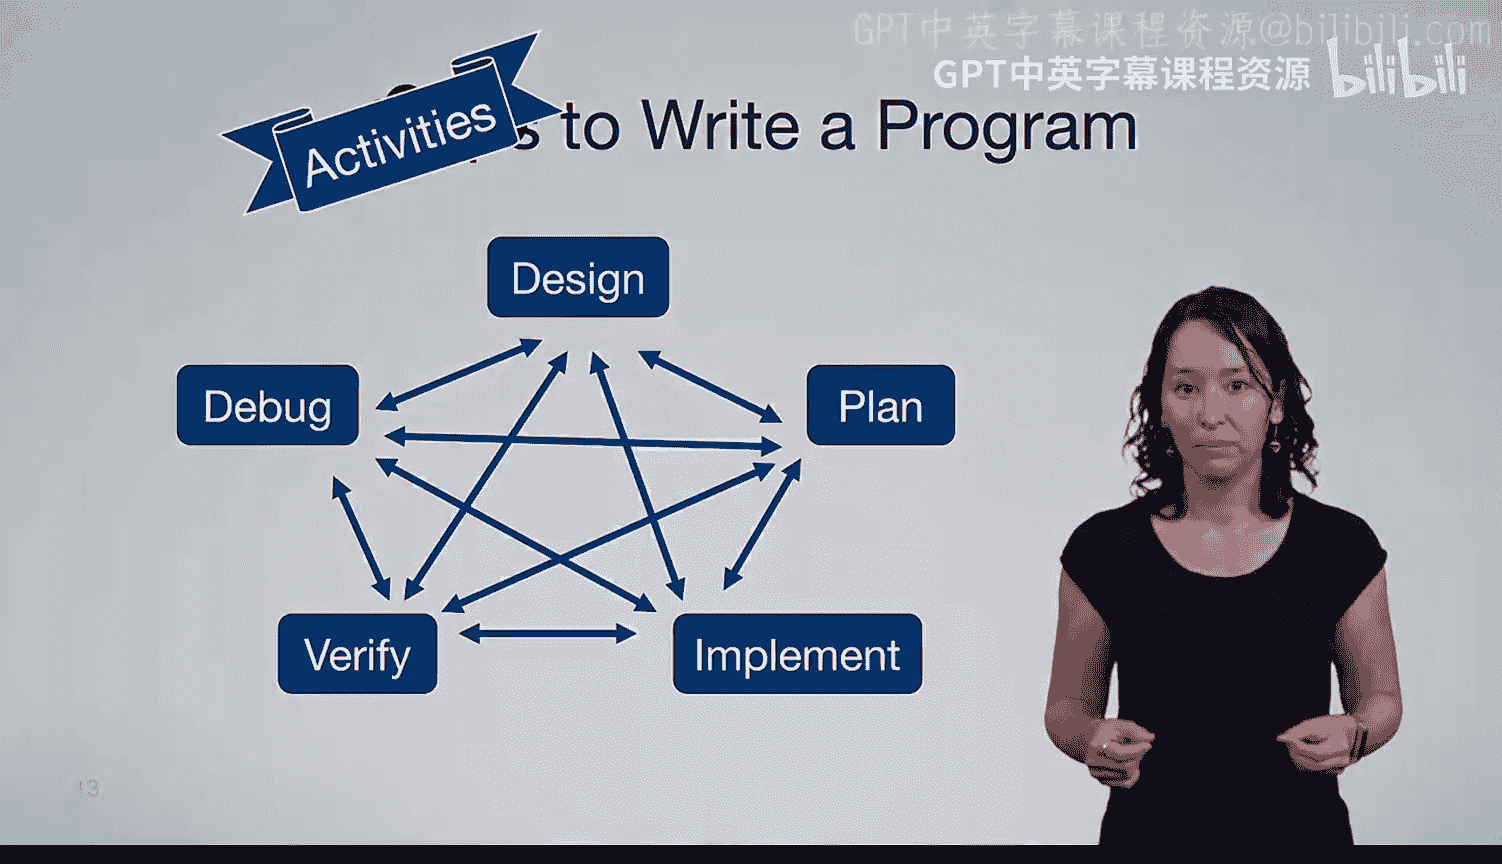 GPT中英字幕课程资源@bilibili.com
GPT中英字幕课程资源 bilibili
Activities
to Write a Program
Design
Debug
Plan
Verify
Implement
13